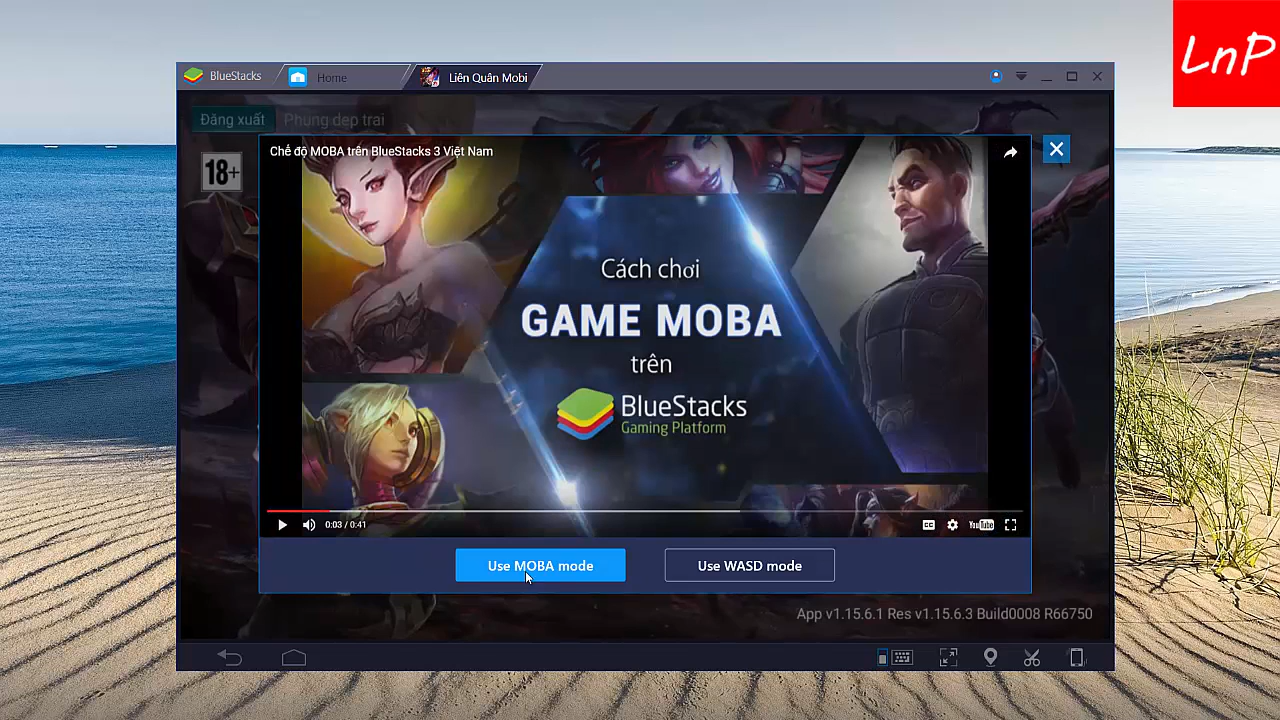 LnP
BlueStacks
Home
Liên Quân Mobi
Đăng xuất
Phung dep trai
18+
Chế độ MOBA trên BlueStacks 3 Việt Nam
Cách chơi
GAME MOBA
trên
BlueStacks
Gaming Platform
0:03 / 0:41
CC
YouTube
Use MOBA mode
Use WASD mode
App v1.15.6.1 Res v1.15.6.3 Build0008 R66750